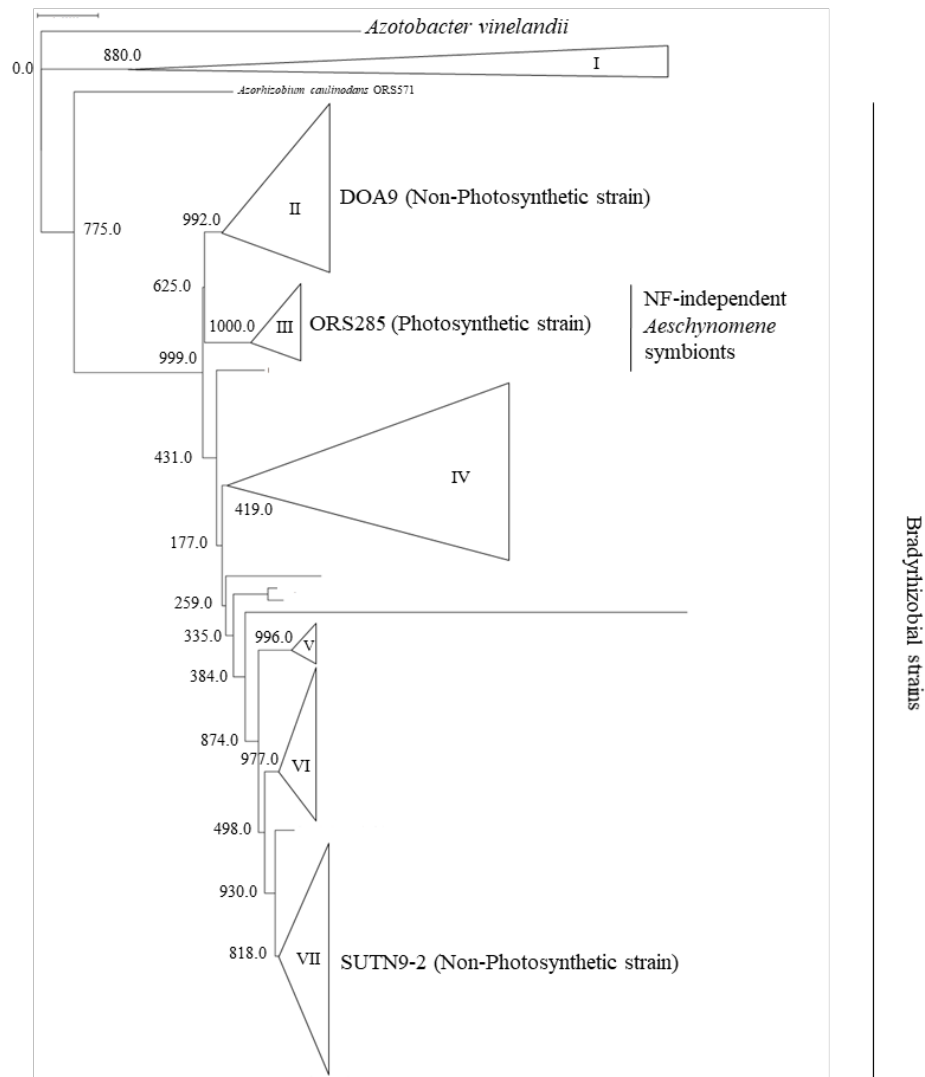 Azotobacter vinelandii
880.0
0.0
I
Azorhizobium caulinodans ORS571
DOA9 (Non-Photosynthetic strain)
II
992.0
775.0
625.0
NF-independent
Aeschynomene
symbionts
1000.0
III
ORS285 (Photosynthetic strain)
999.0
431.0
IV
419.0
177.0
259.0
335.0
996.0
V
384.0
874.0
977.0
VI
498.0
930.0
818.0
VII
SUTN9-2 (Non-Photosynthetic strain)
Bradyrhizobial strains